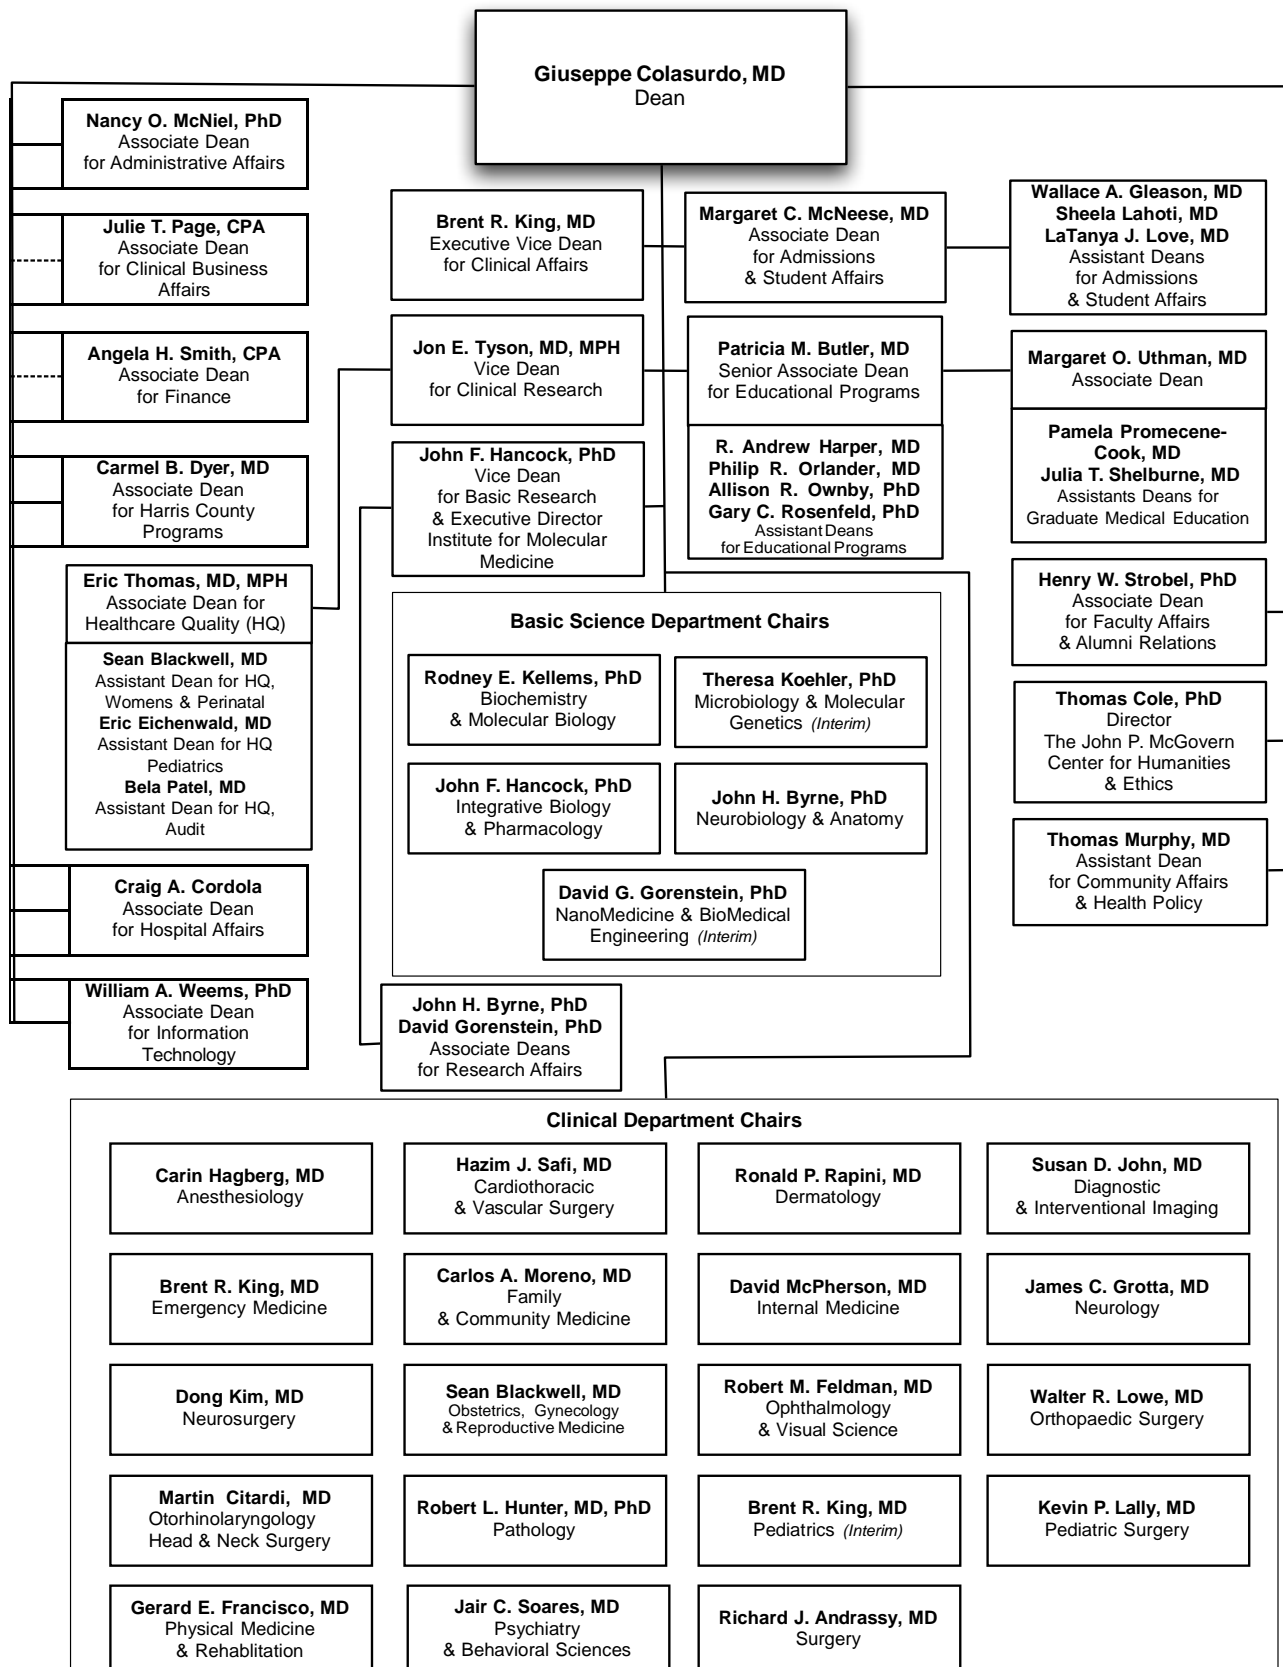 Giuseppe Colasurdo, MD
Dean
Nancy O. McNiel, PhD
Associate Dean
for Administrative Affairs
Julie T. Page, CPA
Associate Dean
for Clinical Business
Affairs
Angela H. Smith, CPA
Associate Dean
for Finance
Carmel B. Dyer, MD
Associate Dean
for Harris County
Programs
Eric Thomas, MD, MPH
Associate Dean for
Healthcare Quality (HQ)
Sean Blackwell, MD
Assistant Dean for HQ,
Womens & Perinatal
Eric Eichenwald, MD
Assistant Dean for HQ
Pediatrics
Bela Patel, MD
Assistant Dean for HQ,
Audit
Craig A. Cordola
Associate Dean
for Hospital Affairs
William A. Weems, PhD
Associate Dean
for Information
Technology
Brent R. King, MD
Executive Vice Dean
for Clinical Affairs
Jon E. Tyson, MD, MPH
Vice Dean
for Clinical Research
John F. Hancock, PhD
Vice Dean
for Basic Research
& Executive Director
Institute for Molecular
Medicine
Margaret C. McNeese, MD
Associate Dean
for Admissions
& Student Affairs
Patricia M. Butler, MD
Senior Associate Dean
for Educational Programs
R. Andrew Harper, MD
Philip R. Orlander, MD
Allison R. Ownby, PhD
Gary C. Rosenfeld, PhD
Assistant Deans
for Educational Programs
Wallace A. Gleason, MD
Sheela Lahoti, MD
LaTanya J. Love, MD
Assistant Deans
for Admissions
& Student Affairs
Margaret O. Uthman, MD
Associate Dean
Pamela Promecene-
Cook, MD
Julia T. Shelburne, MD
Assistants Deans for
Graduate Medical Education
Henry W. Strobel, PhD
Associate Dean
for Faculty Affairs
& Alumni Relations
Thomas Cole, PhD
Director
The John P. McGovern
Center for Humanities
& Ethics
Thomas Murphy, MD
Assistant Dean
for Community Affairs
& Health Policy
Basic Science Department Chairs
Rodney E. Kellems, PhD
Biochemistry
& Molecular Biology
Theresa Koehler, PhD
Microbiology & Molecular
Genetics (Interim)
John F. Hancock, PhD
Integrative Biology
& Pharmacology
John H. Byrne, PhD
Neurobiology & Anatomy
David G. Gorenstein, PhD
NanoMedicine & BioMedical
Engineering (Interim)
John H. Byrne, PhD
David Gorenstein, PhD
Associate Deans
for Research Affairs
Clinical Department Chairs
Carin Hagberg, MD
Anesthesiology
Hazim J. Safi, MD
Cardiothoracic
& Vascular Surgery
Ronald P. Rapini, MD
Dermatology
Susan D. John, MD
Diagnostic
& Interventional Imaging
Brent R. King, MD
Emergency Medicine
Carlos A. Moreno, MD
Family
& Community Medicine
David McPherson, MD
Internal Medicine
James C. Grotta, MD
Neurology
Dong Kim, MD
Neurosurgery
Sean Blackwell, MD
Obstetrics, Gynecology
& Reproductive Medicine
Robert M. Feldman, MD
Ophthalmology
& Visual Science
Walter R. Lowe, MD
Orthopaedic Surgery
Martin Citardi, MD
Otorhinolaryngology
Head & Neck Surgery
Robert L. Hunter, MD, PhD
Pathology
Brent R. King, MD
Pediatrics (Interim)
Kevin P. Lally, MD
Pediatric Surgery
Gerard E. Francisco, MD
Physical Medicine
& Rehablitation
Jair C. Soares, MD
Psychiatry
& Behavioral Sciences
Richard J. Andrassy, MD
Surgery